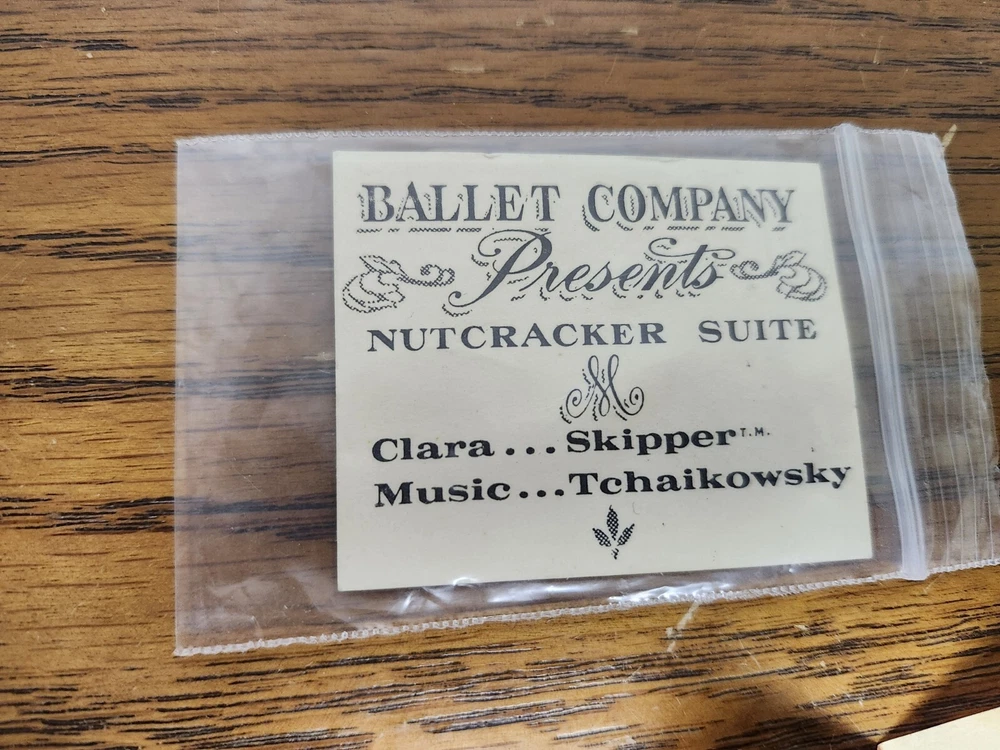 BALLET COMPANY
Presents
NUTCRACKER SUITE
M
Clara...Skipper T.M.
Music...Tchaikowsky